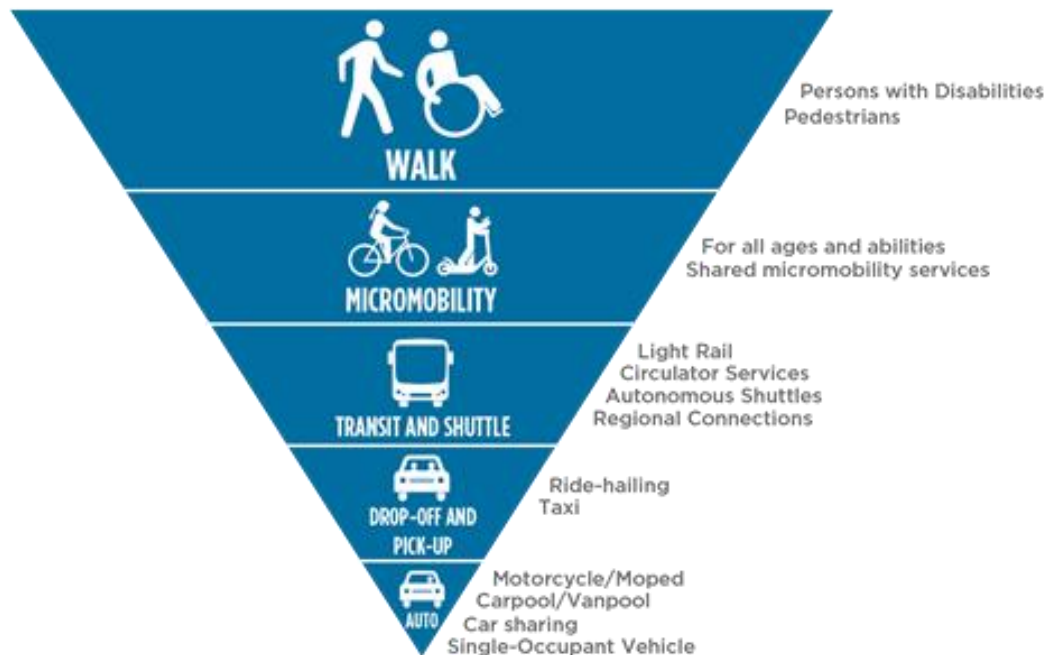 WALK
Persons with Disabilities
Pedestrians
MICROMOBILITY
For all ages and abilities
Shared micromobility services
TRANSIT AND SHUTTLE
Light Rail
Circulator Services
Autonomous Shuttles
Regional Connections
DROP-OFF AND
PICK-UP
Ride-hailing
Taxi
AUTO
Motorcycle/Moped
Carpool/Vanpool
Car sharing
Single-Occupant Vehicle